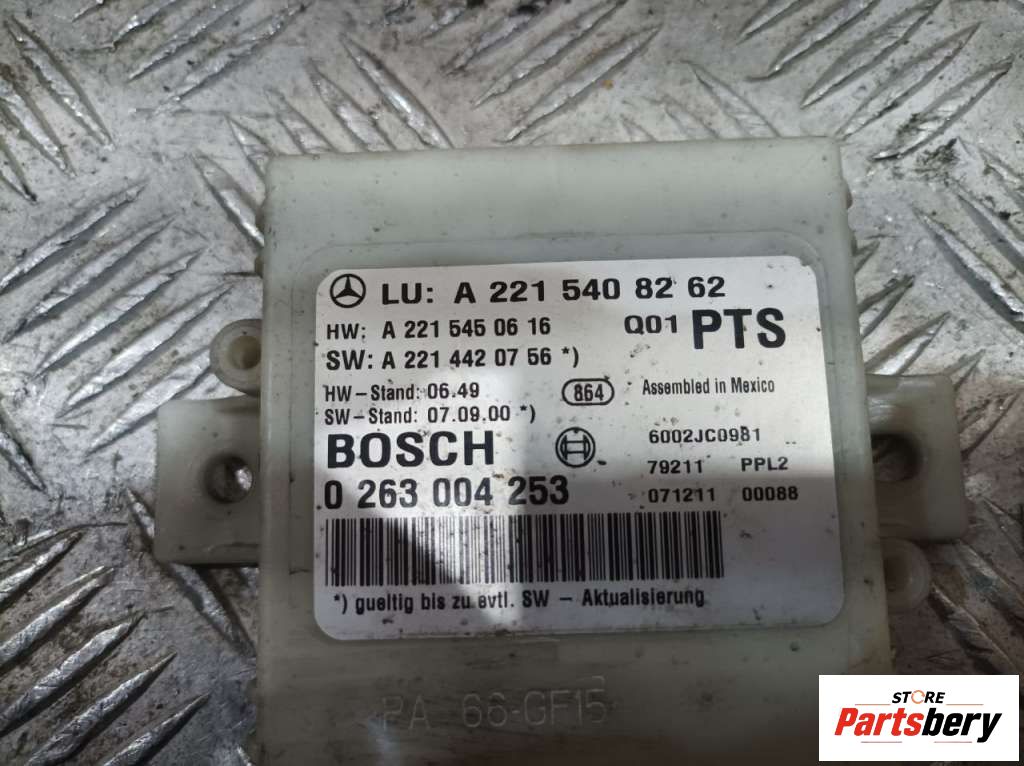 LU: A 221 540 82 62
HW: A 221 545 06 16 Q01 PTS
SW: A 221 442 07 56 *)
HW-Stand: 06.49 864 Assembled in Mexico
SW-Stand: 07.09.00 *)
BOSCH 6002JC0981
79211 PPL2
0 263 004 253 071211 00088
*) gueltig bis zu evtl. SW - Aktualisierung
PA 66-GF15
STORE
Partsbery